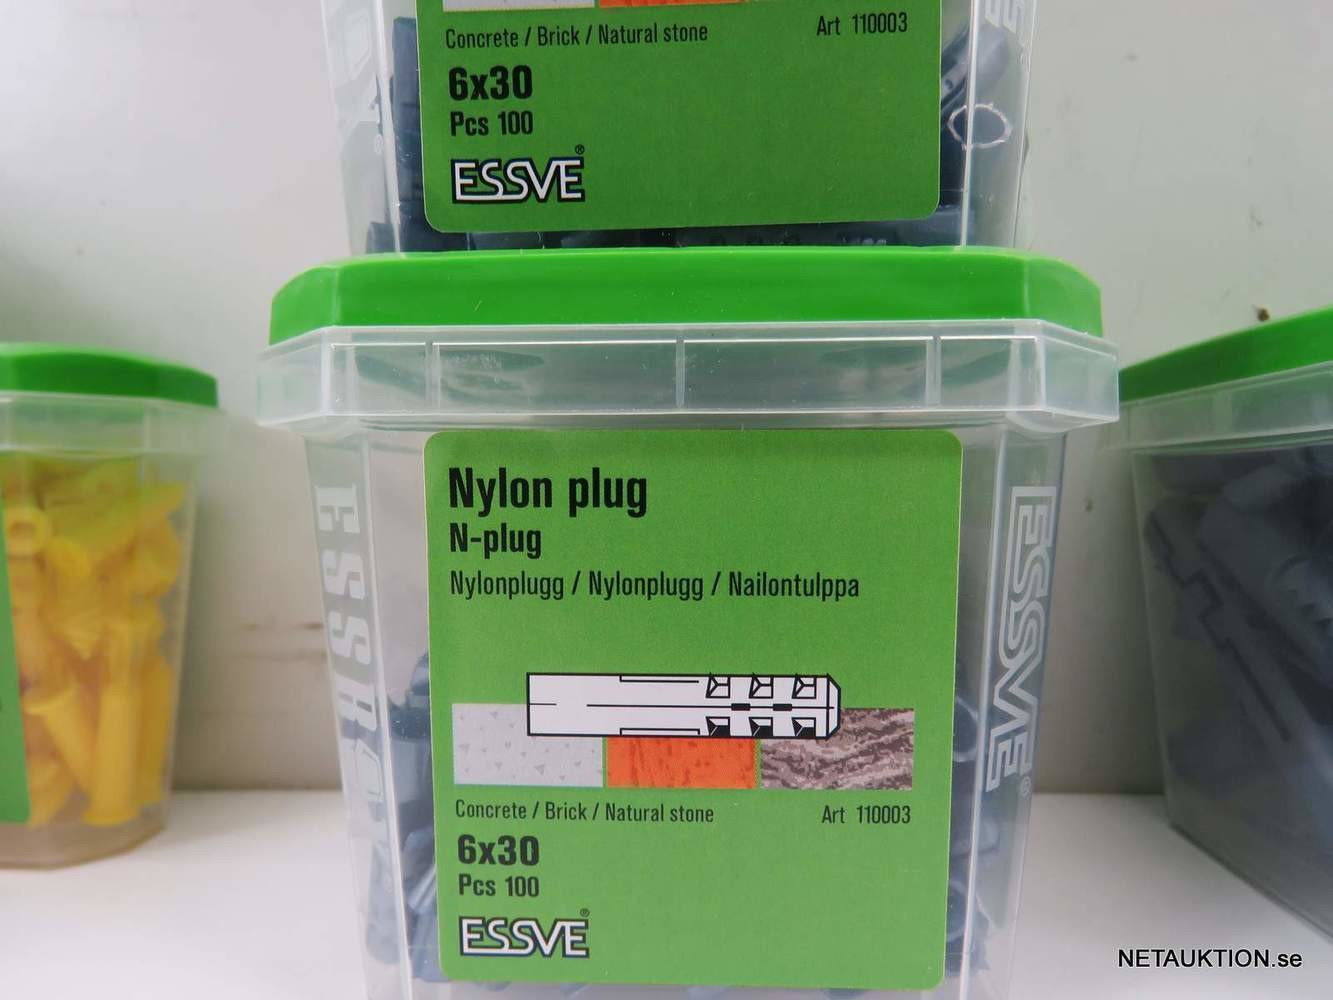 Concrete / Brick / Natural stone Art 110003
6x30
Pcs 100
ESSVE®
Nylon plug
N-plug
Nylonplugg / Nylonplugg / Nailontulppa
ESSVE
ESSVE®
Concrete / Brick / Natural stone Art 110003
6x30
Pcs 100
ESSVE®
NETAUKTION.se